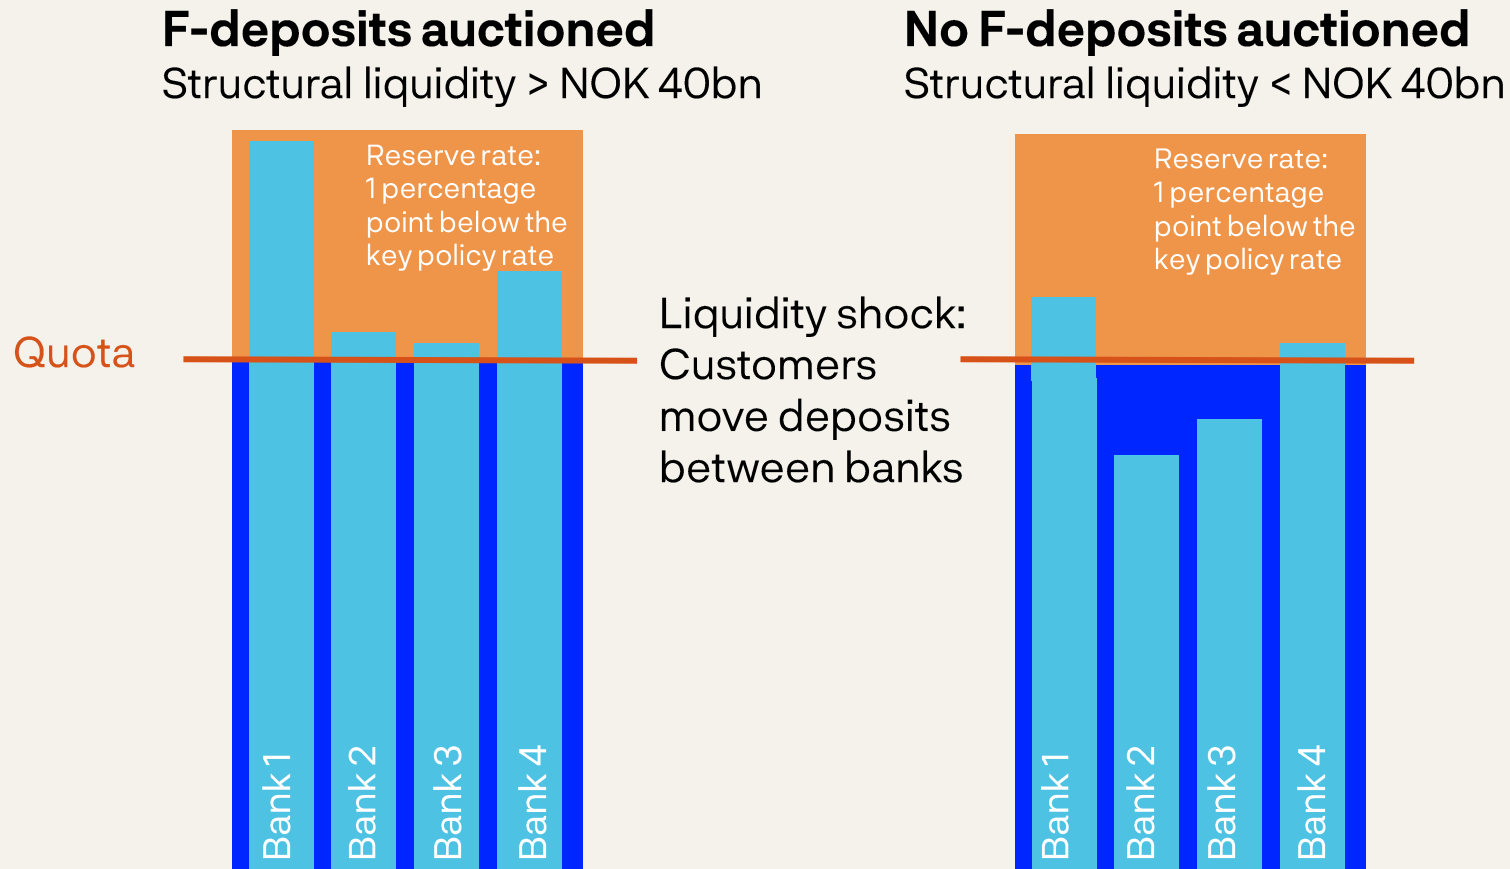 F-deposits auctioned
Structural liquidity > NOK 40bn
No F-deposits auctioned
Structural liquidity < NOK 40bn
Reserve rate:
1 percentage
point below the
key policy rate
Quota
Bank 1
Bank 2
Bank 3
Bank 4
Liquidity shock:
Customers
move deposits
between banks
Reserve rate:
1 percentage
point below the
key policy rate
Bank 1
Bank 2
Bank 3
Bank 4